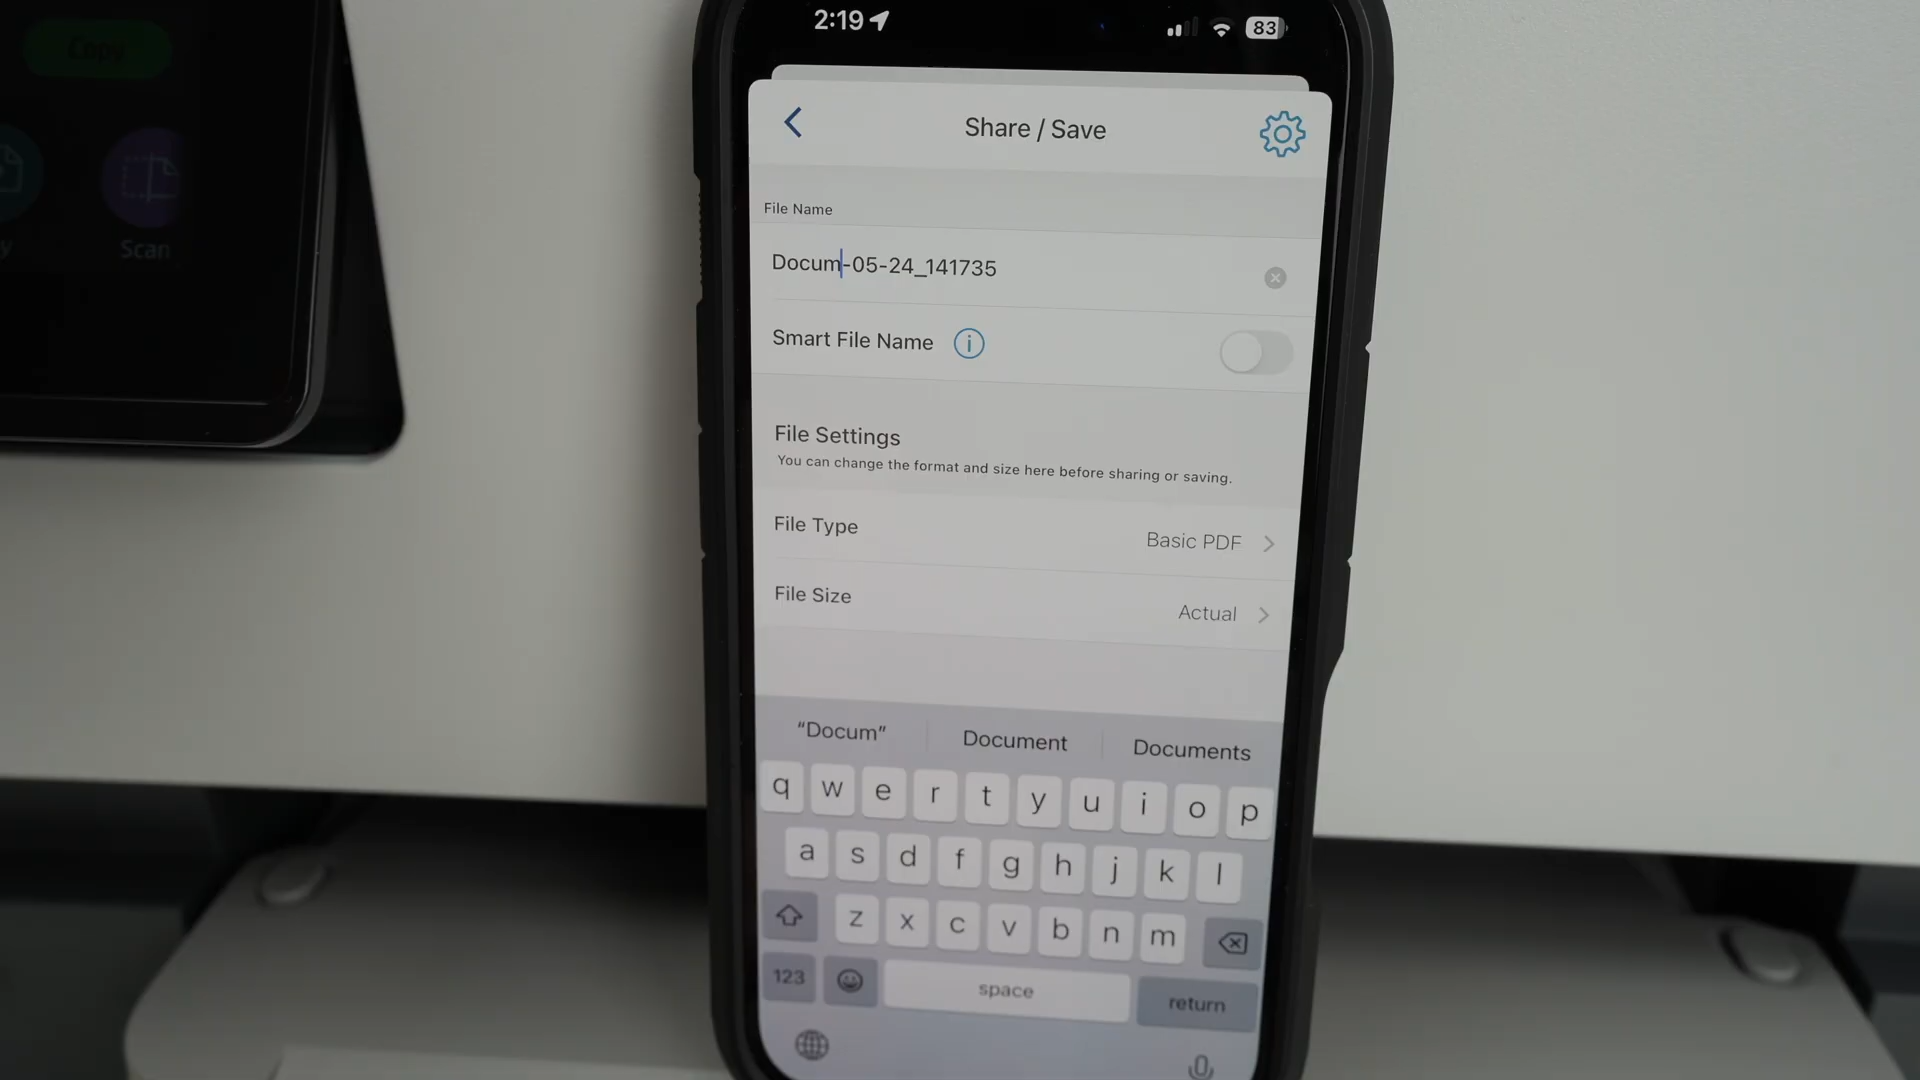 Copy
y
Scan
2:19
83
Share / Save
File Name
Docum-05-24_141735
Smart File Name
File Settings
You can change the format and size here before sharing or saving.
File Type
Basic PDF
File Size
Actual
"Docum" Document Documents
q w e r t y u i o p
a s d f g h j k l
z x c v b n m
123 space return